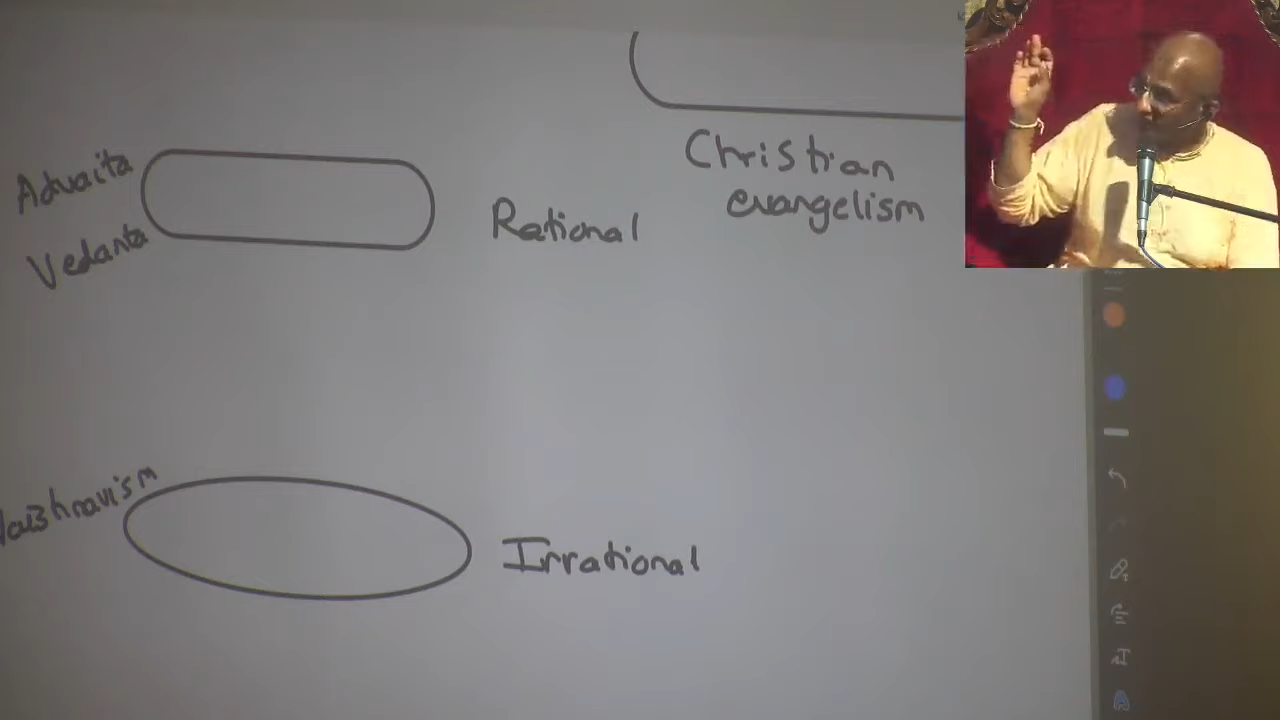 Christian
evangelism
Advaita
Vedanta
Rational
Vaishnavism
Irrational